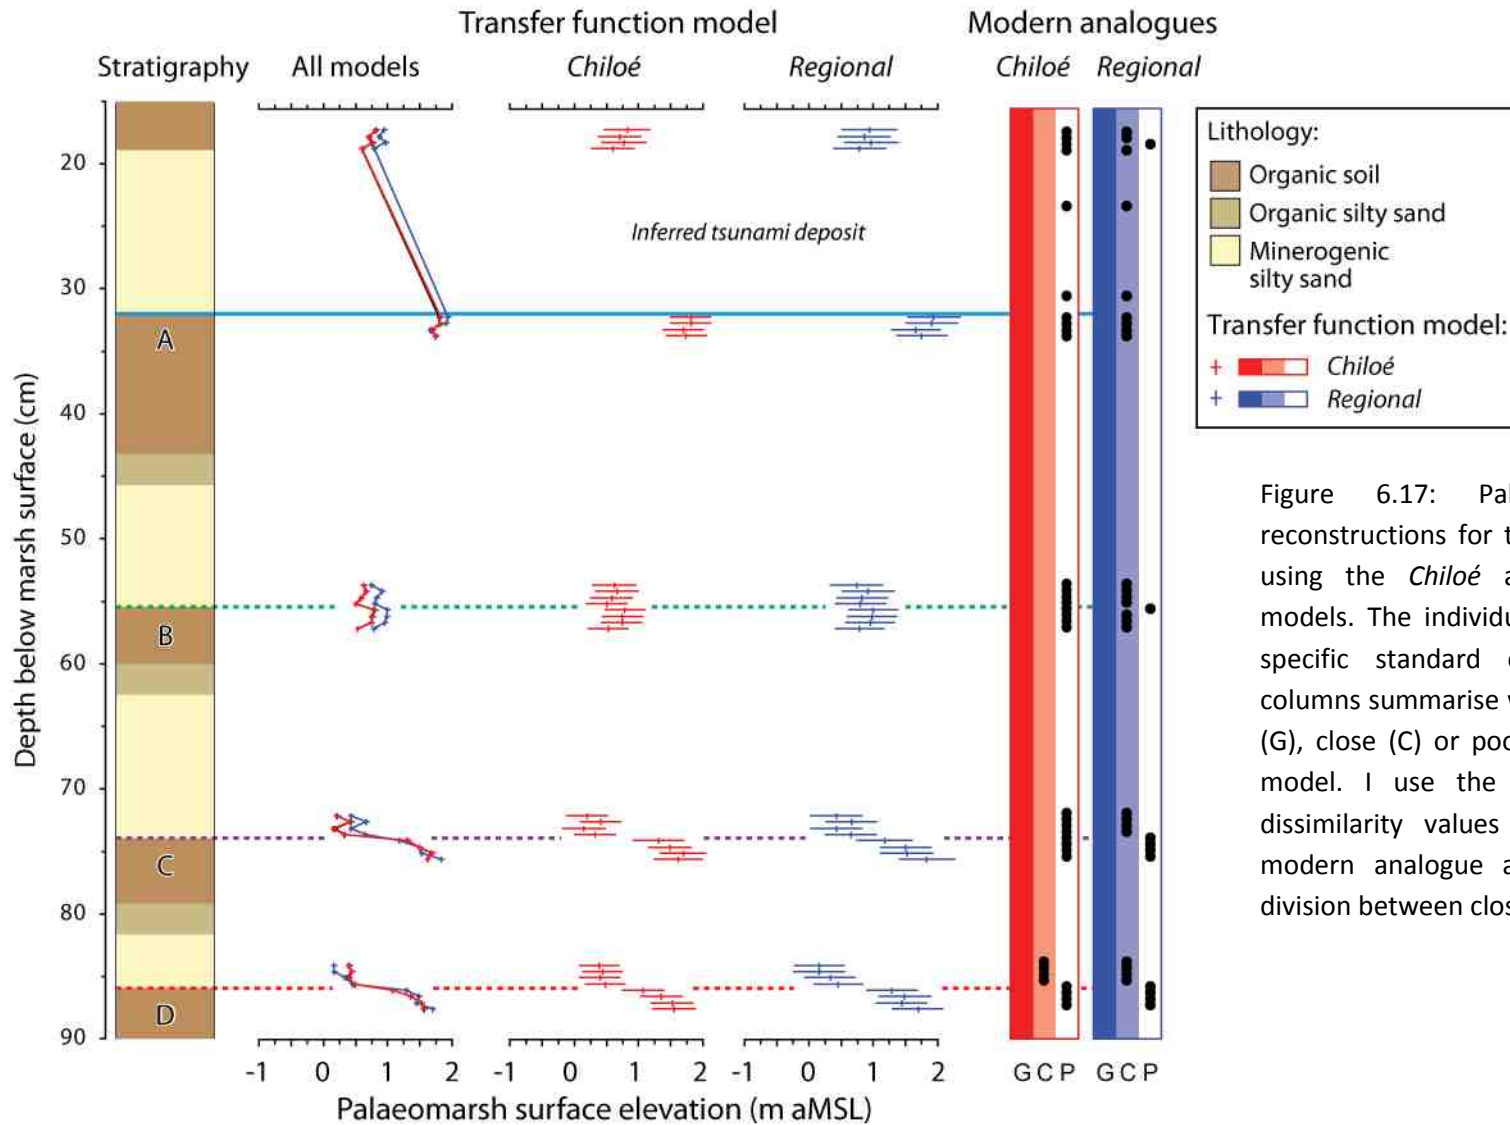 Transfer function model
Modern analogues
Stratigraphy
All models
Chiloé
Regional
Chiloé
Regional
Depth below marsh surface (cm)
20
30
40
50
60
70
80
90
A
B
C
D
Inferred tsunami deposit
-1 0 1 2
-1 0 1 2
-1 0 1 2
G C P
G C P
Palaeomarsh surface elevation (m aMSL)
Lithology:
Organic soil
Organic silty sand
Minerogenic
silty sand
Transfer function model:
Chiloé
Regional
Figure 6.17:
reconstructions for
using the Chiloé
models. The
specific standard
columns summarise
(G), close (C) or
model. I use the
dissimilarity values
modern analogue
division between